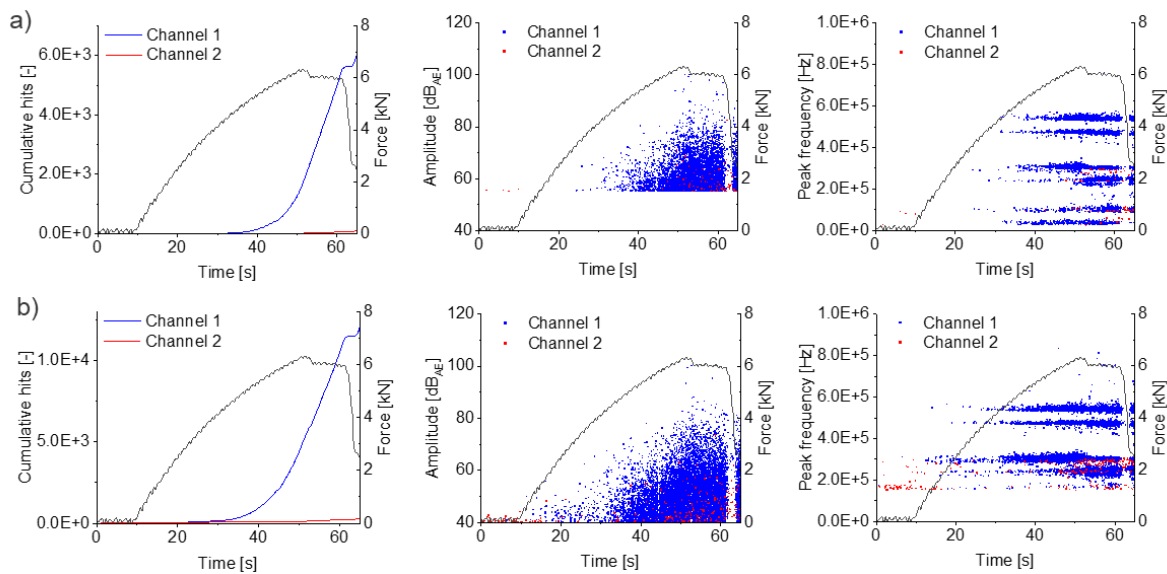 a)
Cumulative hits [-]
6.0E+3
4.0E+3
2.0E+3
0.0E+0
Channel 1
Channel 2
8
6
4
2
0
Force [kN]
0 20 40 60
Time [s]
Amplitude [dBAE]
120
100
80
60
40
Channel 1
Channel 2
8
6
4
2
0
Force [kN]
0 20 40 60
Time [s]
Peak frequency [Hz]
1.0E+6
8.0E+5
6.0E+5
4.0E+5
2.0E+5
0.0E+0
Channel 1
Channel 2
8
6
4
2
0
Force [kN]
0 20 40 60
Time [s]
b)
Cumulative hits [-]
1.0E+4
5.0E+3
0.0E+0
Channel 1
Channel 2
8
6
4
2
0
Force [kN]
0 20 40 60
Time [s]
Amplitude [dBAE]
120
100
80
60
40
Channel 1
Channel 2
8
6
4
2
0
Force [kN]
0 20 40 60
Time [s]
Peak frequency [Hz]
1.0E+6
8.0E+5
6.0E+5
4.0E+5
2.0E+5
0.0E+0
Channel 1
Channel 2
8
6
4
2
0
Force [kN]
0 20 40 60
Time [s]